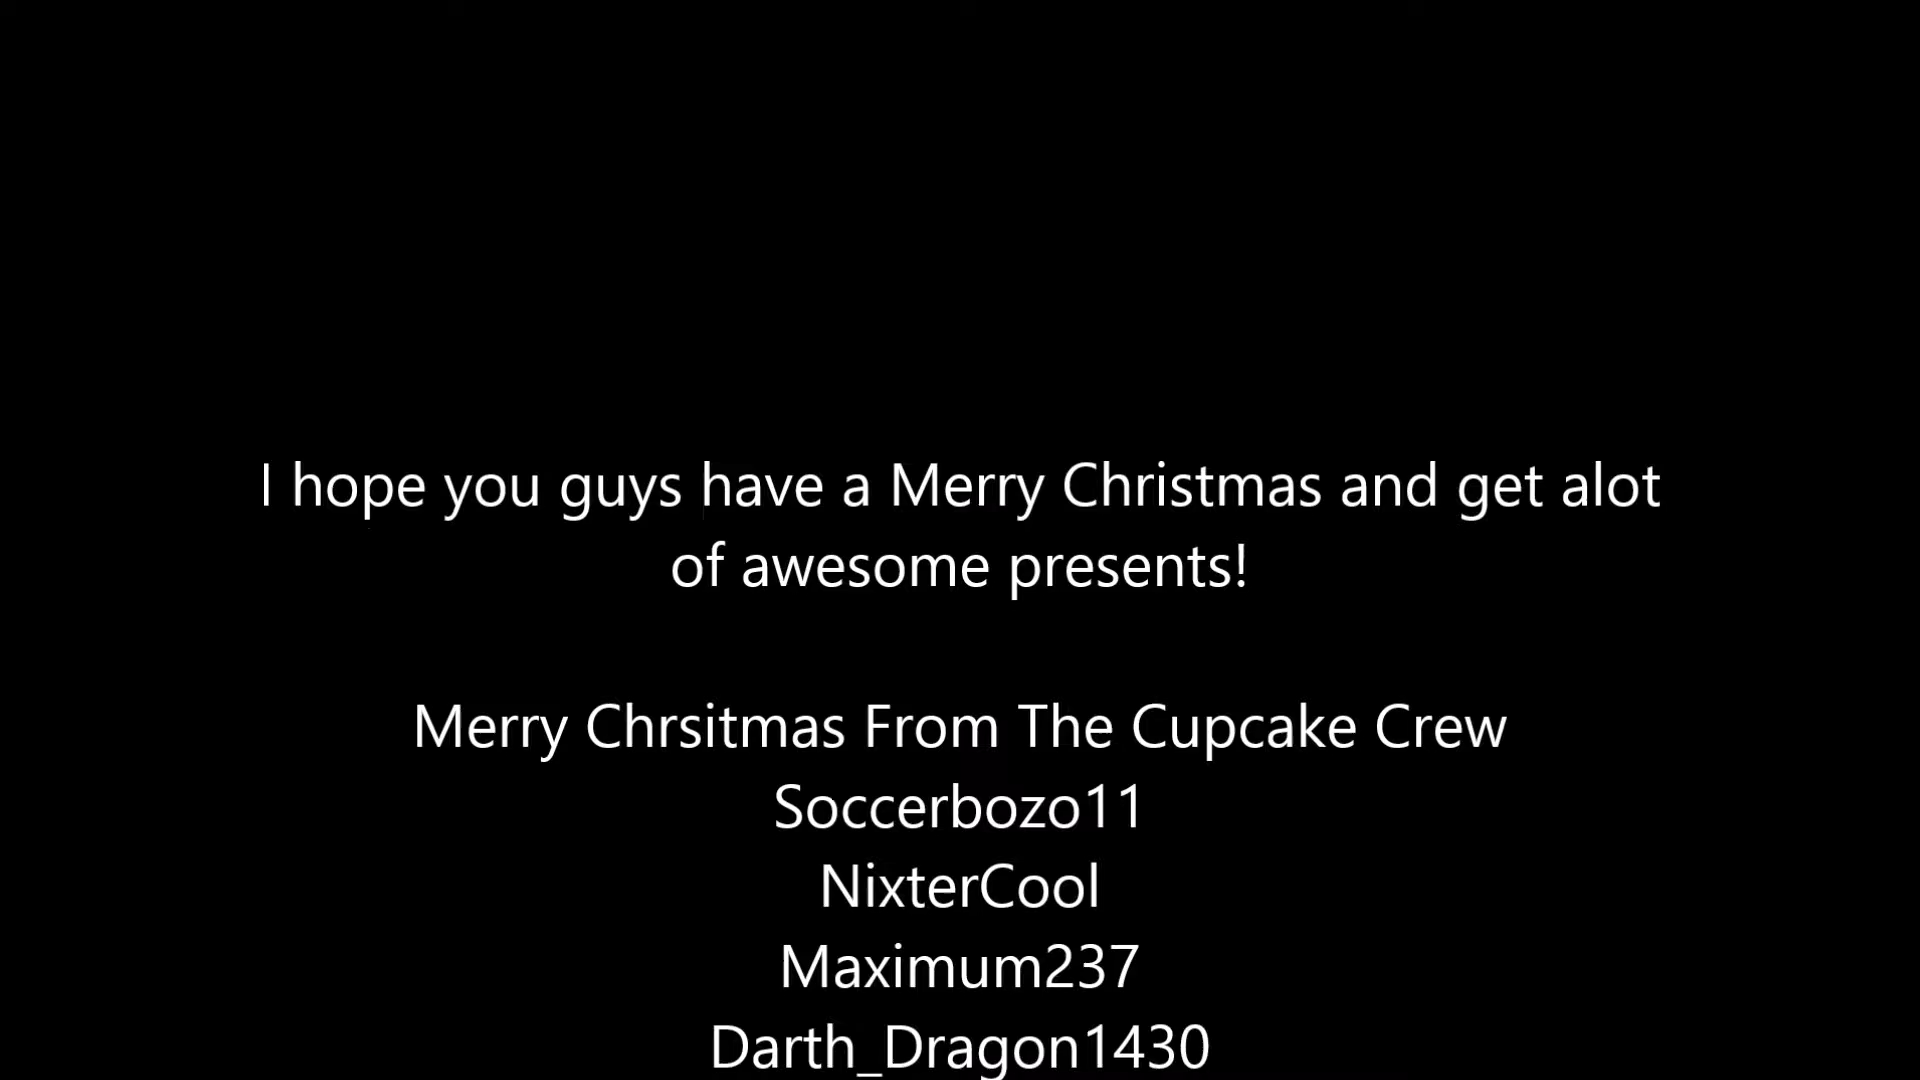 I hope you guys have a Merry Christmas and get alot
of awesome presents!
Merry Chrsitmas From The Cupcake Crew
Soccerbozo11
NixterCool
Maximum237
Darth_Dragon1430